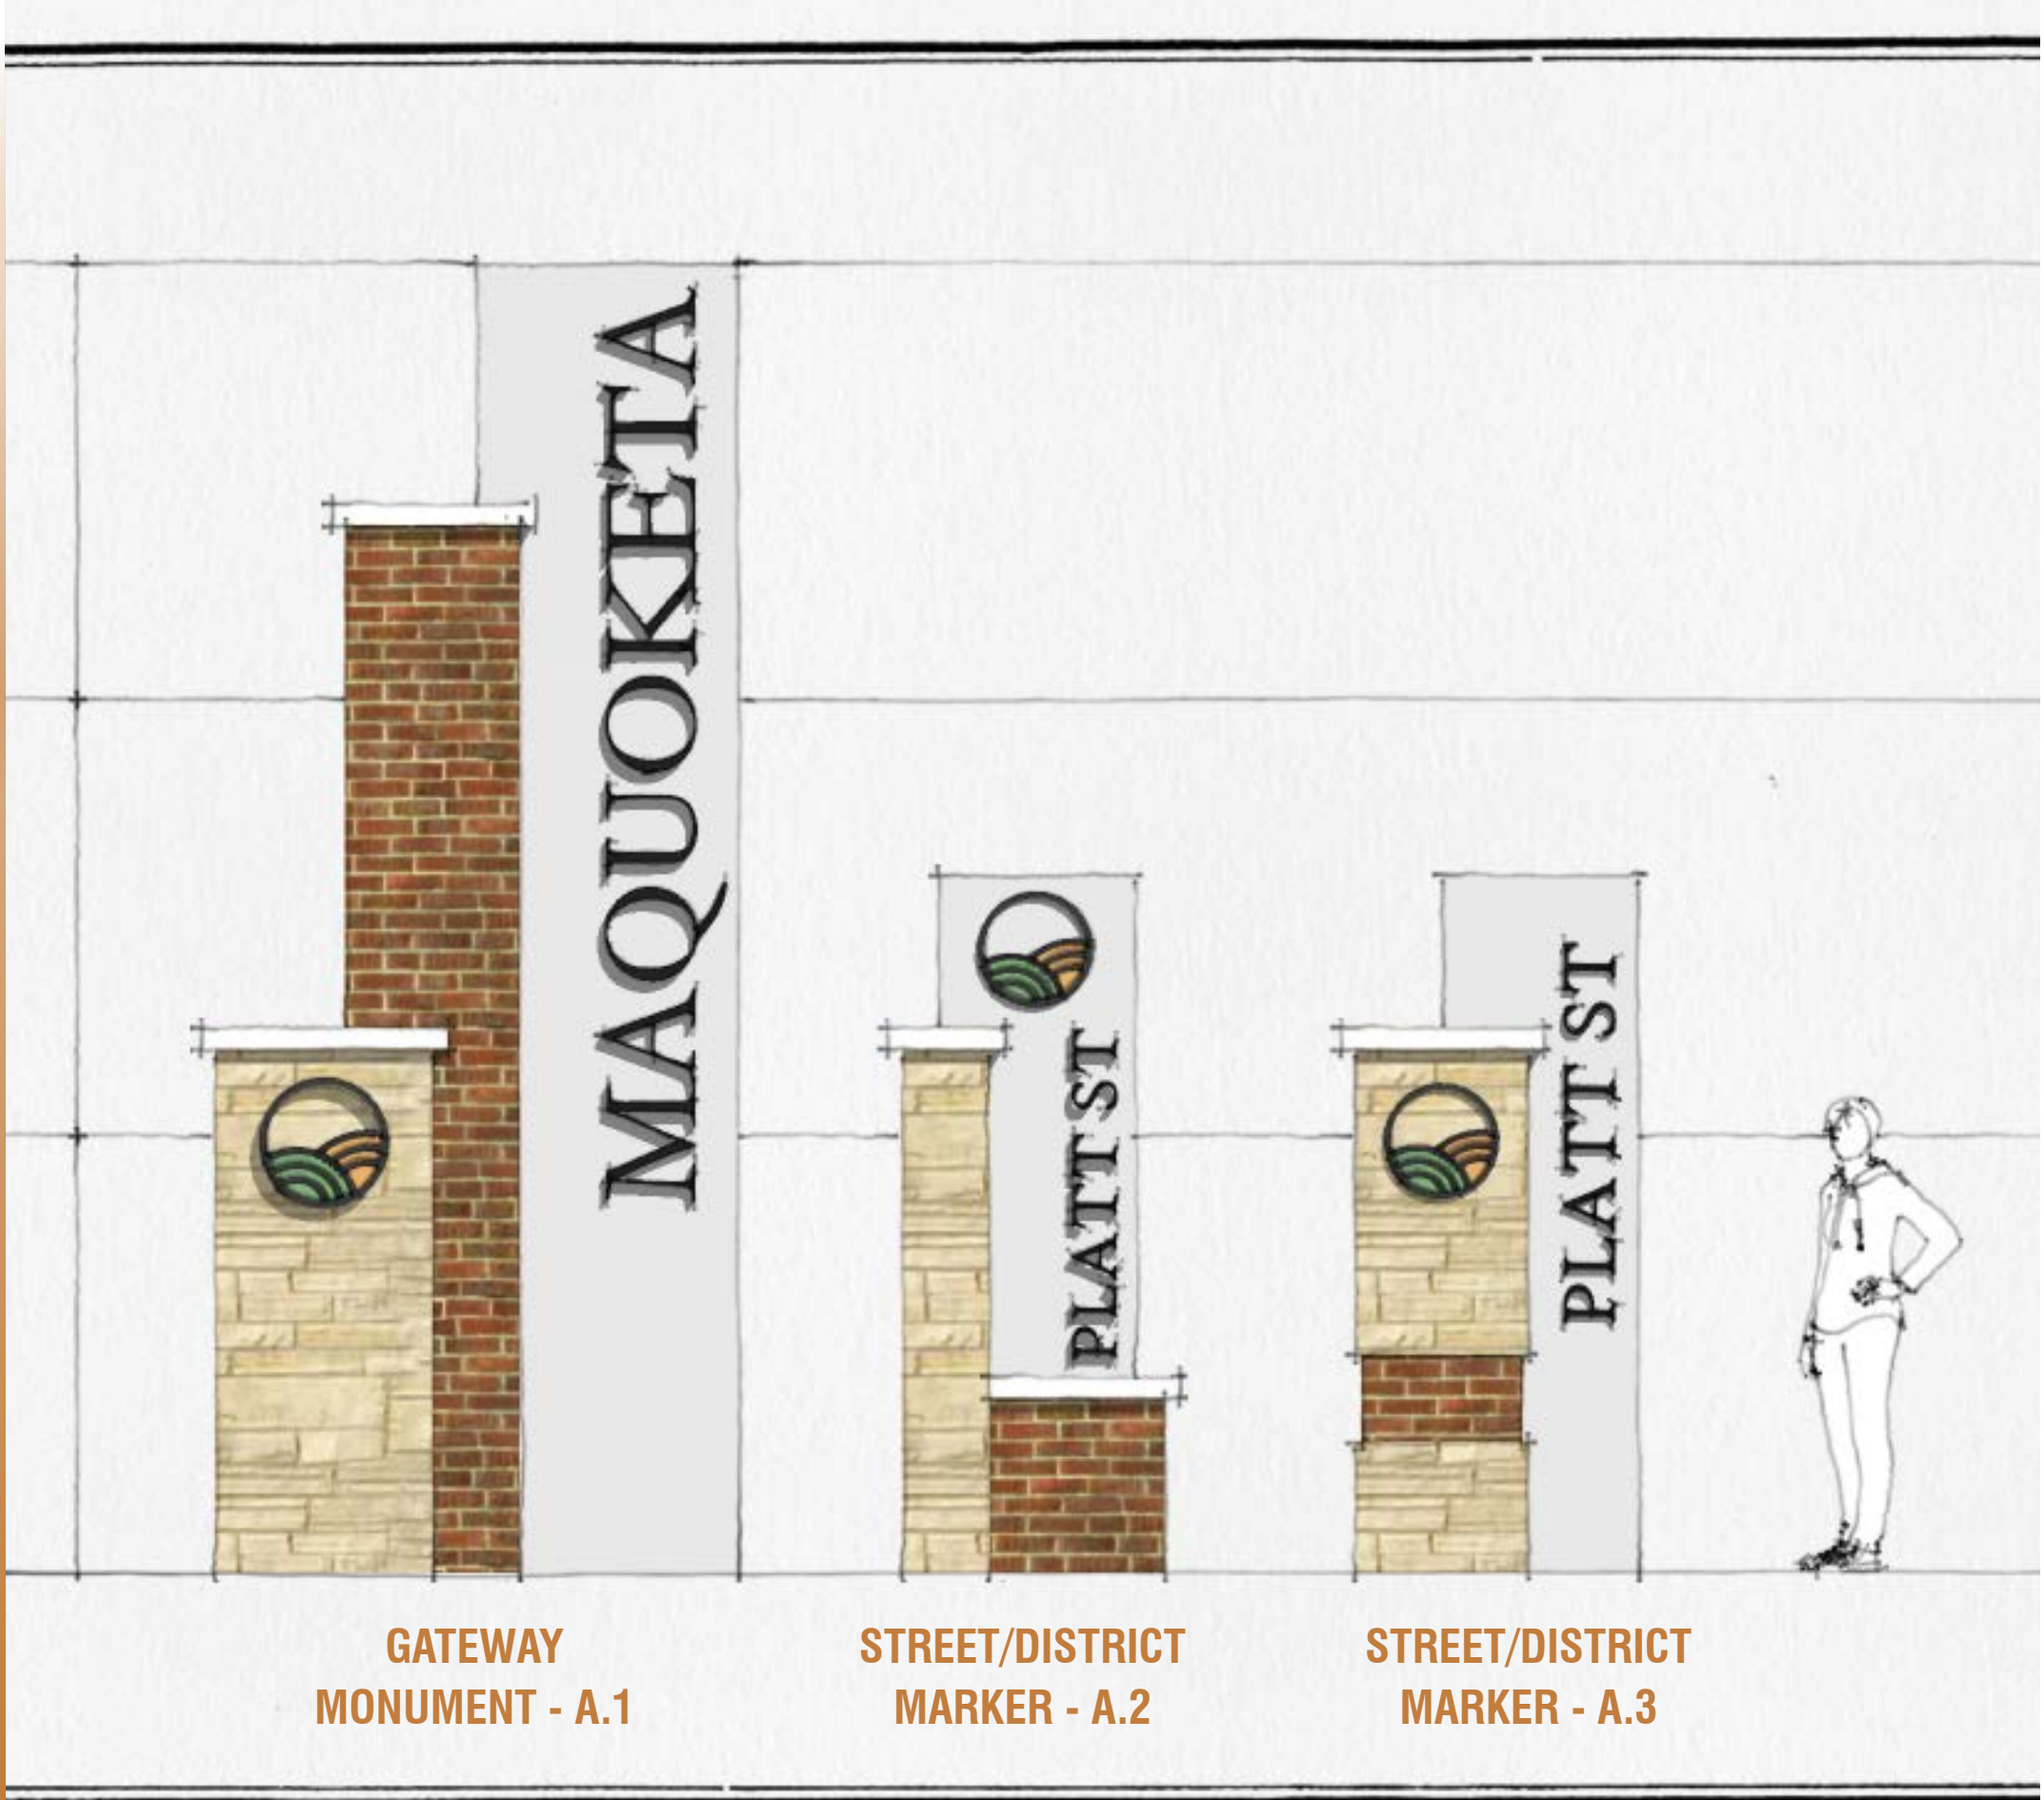 MAQUOKETA
PLATT ST
PLATT ST
GATEWAY
MONUMENT - A.1
STREET/DISTRICT
MARKER - A.2
STREET/DISTRICT
MARKER - A.3